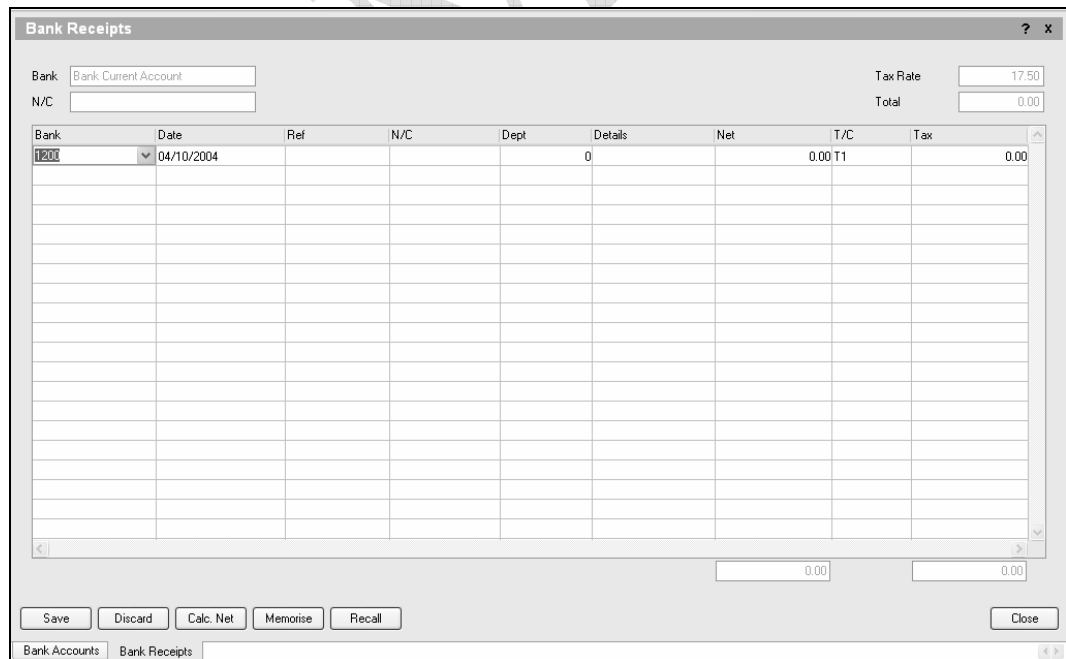 Bank Receipts ? x
Bank Bank Current Account Tax Rate 17.50
N/C Total 0.00
Bank Date Ref N/C Dept Details Net T/C Tax
1200 04/10/2004 0 0.00 T1 0.00
0.00 0.00
Save Discard Calc. Net Memorise Recall Close
Bank Accounts Bank Receipts